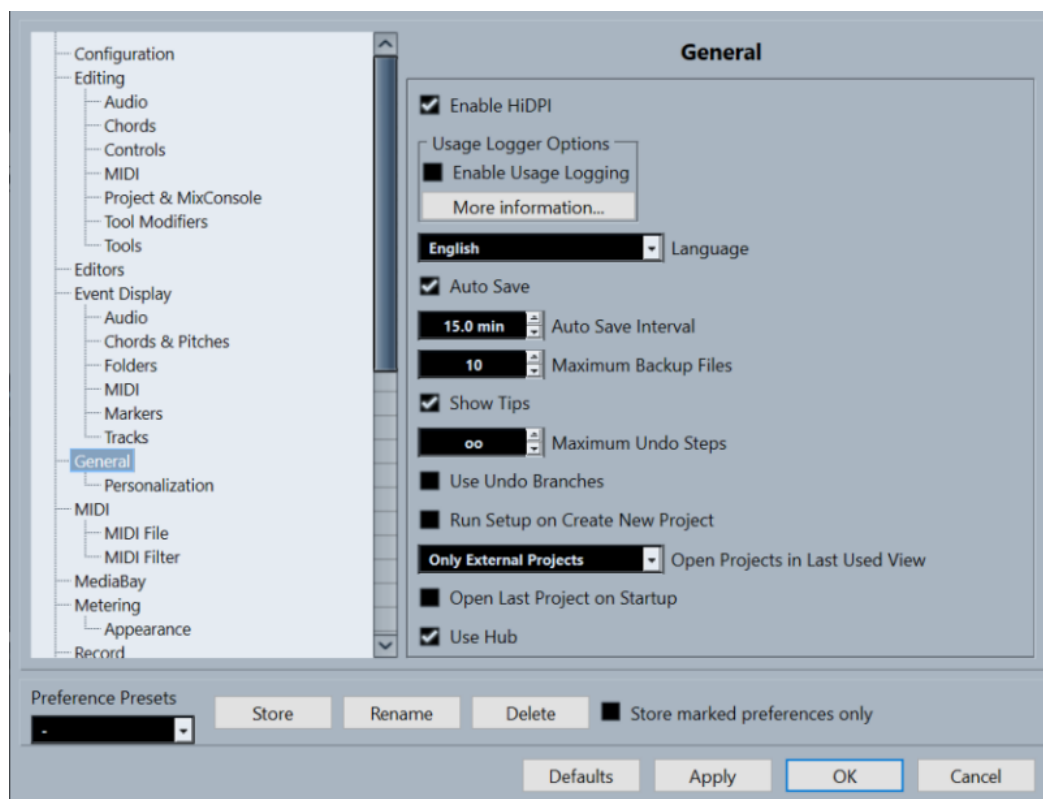 Configuration
Editing
Audio
Chords
Controls
MIDI
Project & MixConsole
Tool Modifiers
Tools
Editors
Event Display
Audio
Chords & Pitches
Folders
MIDI
Markers
Tracks
General
Personalization
MIDI
MIDI File
MIDI Filter
MediaBay
Metering
Appearance
Record
General
Enable HiDPI
Usage Logger Options
Enable Usage Logging
More information...
English Language
Auto Save
15.0 min Auto Save Interval
10 Maximum Backup Files
Show Tips
oo Maximum Undo Steps
Use Undo Branches
Run Setup on Create New Project
Only External Projects Open Projects in Last Used View
Open Last Project on Startup
Use Hub
Preference Presets
-
Store Rename Delete Store marked preferences only
Defaults Apply OK Cancel